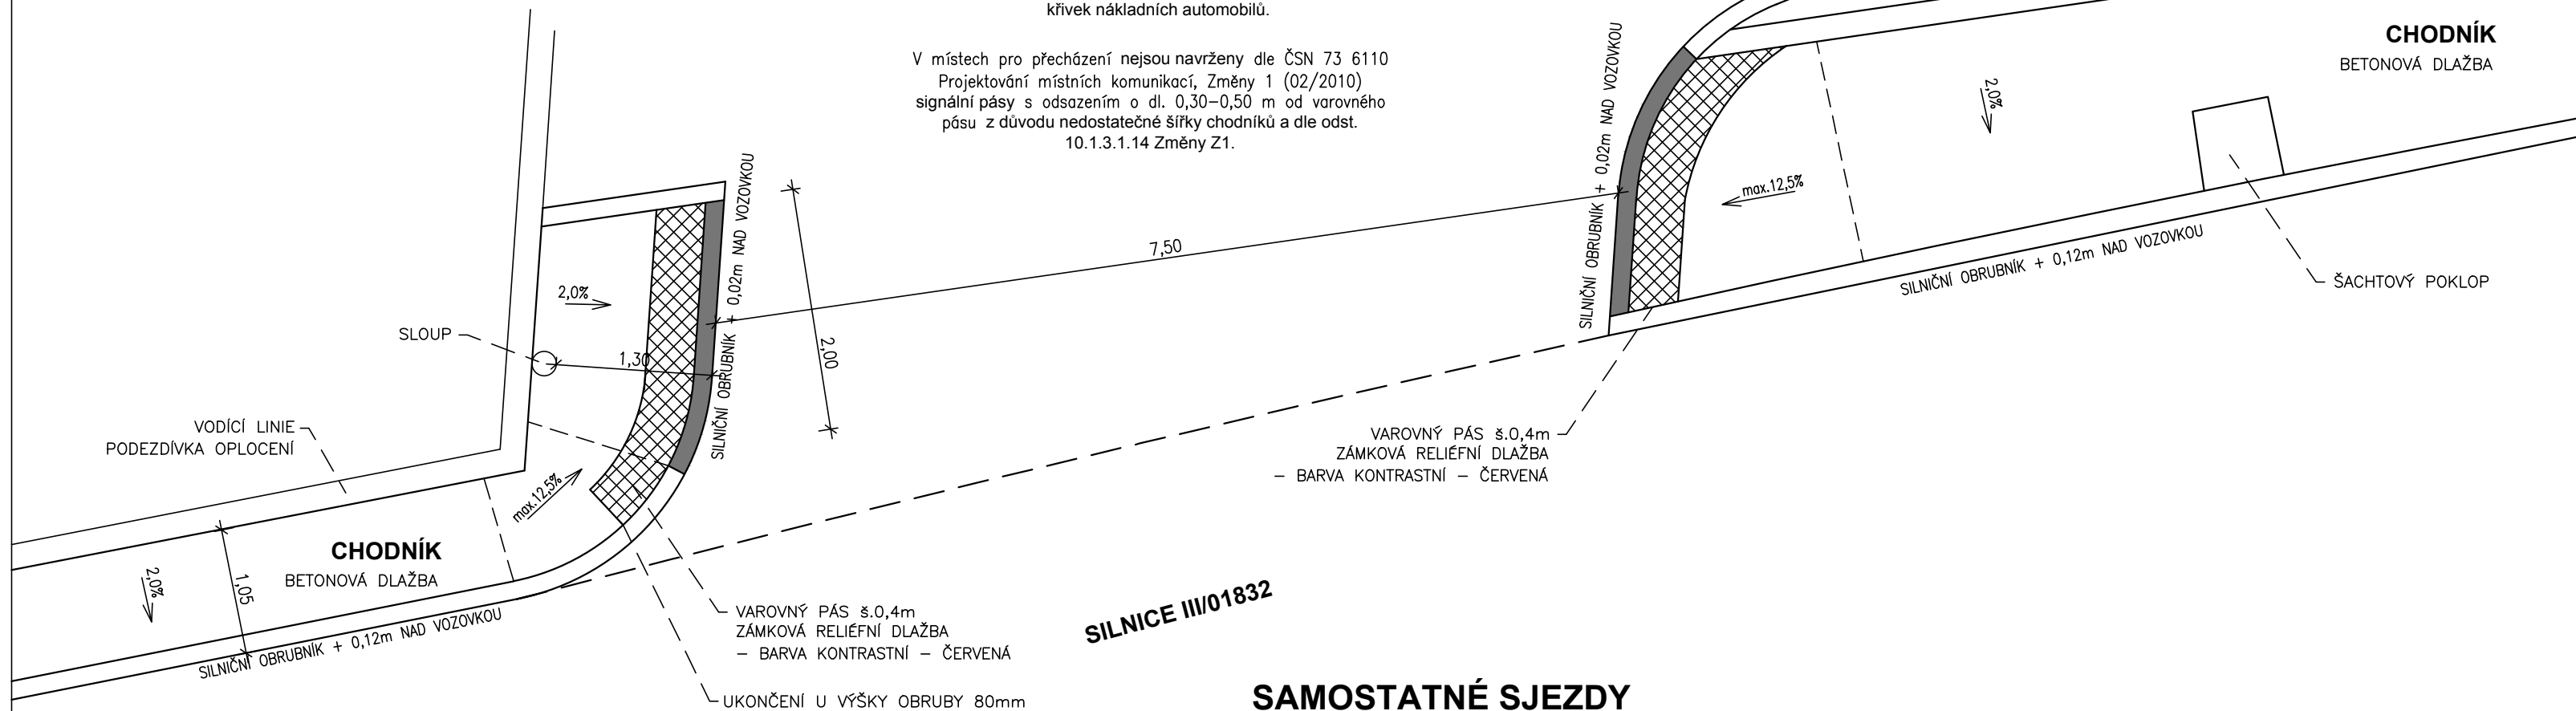 křivek nákladních automobilů.
V místech pro přecházení nejsou navrženy dle ČSN 73 6110
Projektování místních komunikací, Změny 1 (02/2010)
signální pásy s odsazením o dl. 0,30–0,50 m od varovného
pásu z důvodu nedostatečné šířky chodníků a dle odst.
10.1.3.1.14 Změny Z1.
CHODNÍK
BETONOVÁ DLAŽBA
2,0%
max.12,5%
SILNIČNÍ OBRUBNÍK + 0,02m NAD VOZOVKOU
SILNIČNÍ OBRUBNÍK + 0,12m NAD VOZOVKOU
ŠACHTOVÝ POKLOP
7,50
SILNIČNÍ OBRUBNÍK + 0,02m NAD VOZOVKOU
2,00
2,0%
SLOUP
1,30
VODÍCÍ LINIE
PODEZDÍVKA OPLOCENÍ
max.12,5%
VAROVNÝ PÁS š.0,4m
ZÁMKOVÁ RELIÉFNÍ DLAŽBA
– BARVA KONTRASTNÍ – ČERVENÁ
CHODNÍK
BETONOVÁ DLAŽBA
2,0%
1,05
SILNIČNÍ OBRUBNÍK + 0,12m NAD VOZOVKOU
VAROVNÝ PÁS š.0,4m
ZÁMKOVÁ RELIÉFNÍ DLAŽBA
– BARVA KONTRASTNÍ – ČERVENÁ
UKONČENÍ U VÝŠKY OBRUBY 80mm
SILNICE III/01832
SAMOSTATNÉ SJEZDY